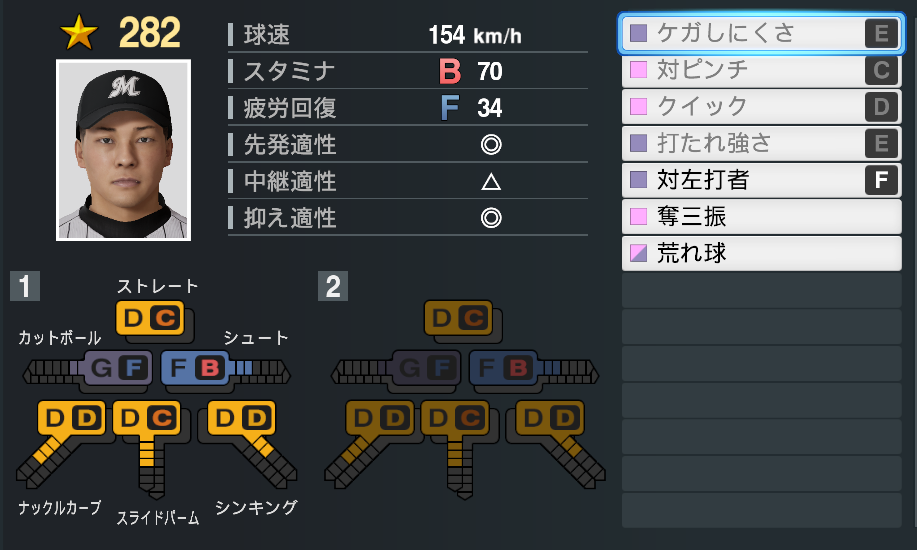 282
球速 154 km/h
スタミナ B 70
疲労回復 F 34
先発適性 ◎
中継適性 △
抑え適性 ◎
M
ケガしにくさ E
対ピンチ C
クイック D
打たれ強さ E
対左打者 F
奪三振
荒れ球
1
ストレート
D C
カットボール
シュート
G F
F B
D D
D C
D D
ナックルカーブ
スライドパーム
シンキング
2
D C
G F
F B
D D
D C
D D